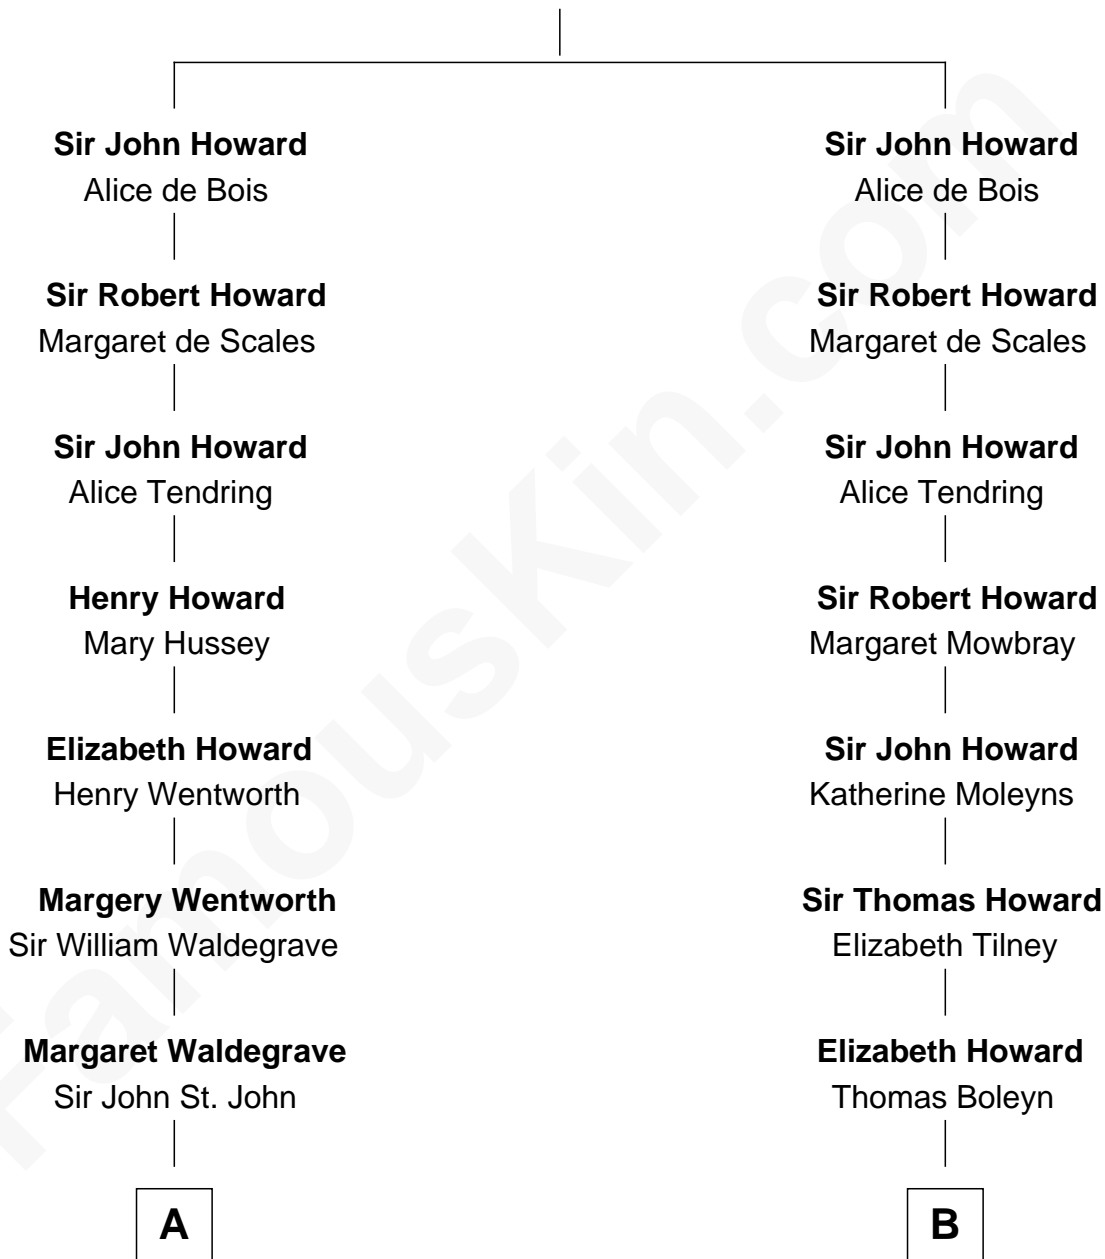 Sir John Howard
Alice de Bois
Sir Robert Howard
Margaret de Scales
Sir John Howard
Alice Tendring
Henry Howard
Mary Hussey
Elizabeth Howard
Henry Wentworth
Margery Wentworth
Sir William Waldegrave
Margaret Waldegrave
Sir John St. John
A
Sir John Howard
Alice de Bois
Sir Robert Howard
Margaret de Scales
Sir John Howard
Alice Tendring
Sir Robert Howard
Margaret Mowbray
Sir John Howard
Katherine Moleyns
Sir Thomas Howard
Elizabeth Tilney
Elizabeth Howard
Thomas Boleyn
B
FamousKin.com